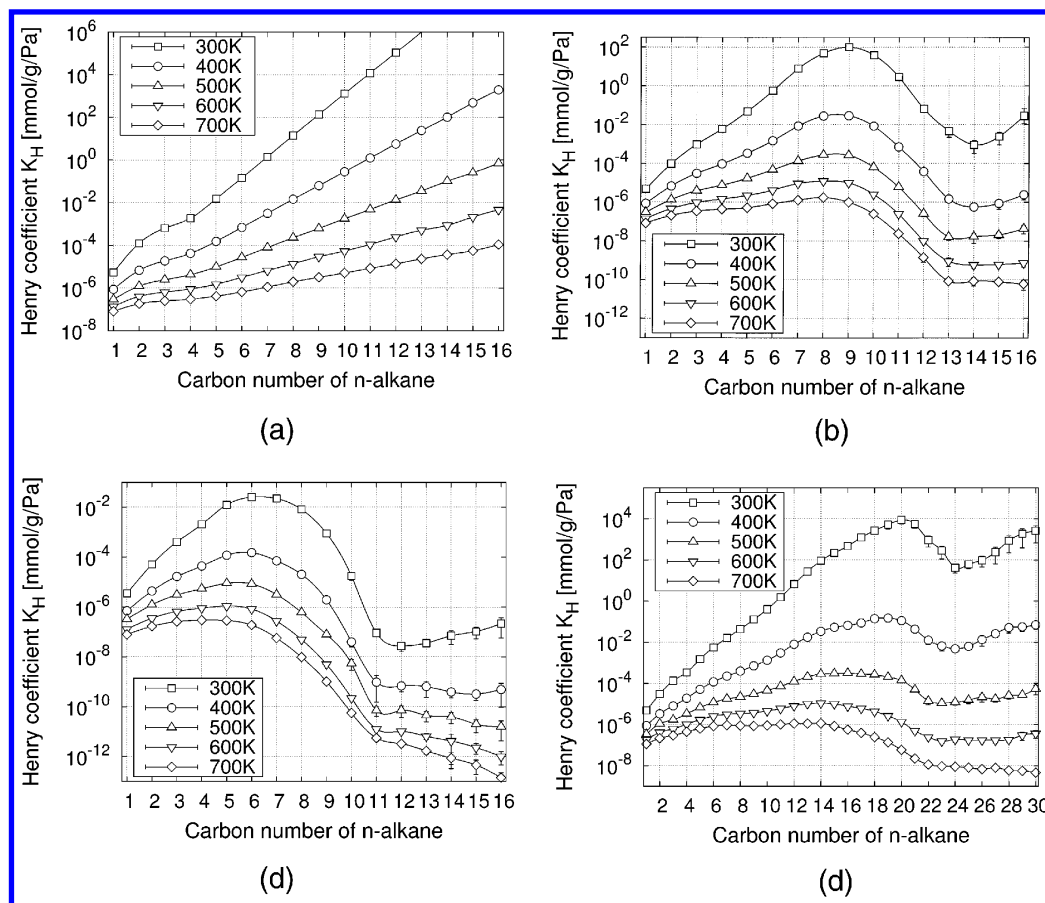 Henry coefficient K_H [mmol/g/Pa]
10^6
10^4
10^2
10^0
10^-2
10^-4
10^-6
10^-8
300K
400K
500K
600K
700K
1 2 3 4 5 6 7 8 9 10 11 12 13 14 15 16
Carbon number of n-alkane
(a)
Henry coefficient K_H [mmol/g/Pa]
10^2
10^0
10^-2
10^-4
10^-6
10^-8
10^-10
10^-12
300K
400K
500K
600K
700K
1 2 3 4 5 6 7 8 9 10 11 12 13 14 15 16
Carbon number of n-alkane
(b)
Henry coefficient K_H [mmol/g/Pa]
10^-2
10^-4
10^-6
10^-8
10^-10
10^-12
300K
400K
500K
600K
700K
1 2 3 4 5 6 7 8 9 10 11 12 13 14 15 16
Carbon number of n-alkane
(d)
Henry coefficient K_H [mmol/g/Pa]
10^4
10^2
10^0
10^-2
10^-4
10^-6
10^-8
300K
400K
500K
600K
700K
2 4 6 8 10 12 14 16 18 20 22 24 26 28 30
Carbon number of n-alkane
(d)